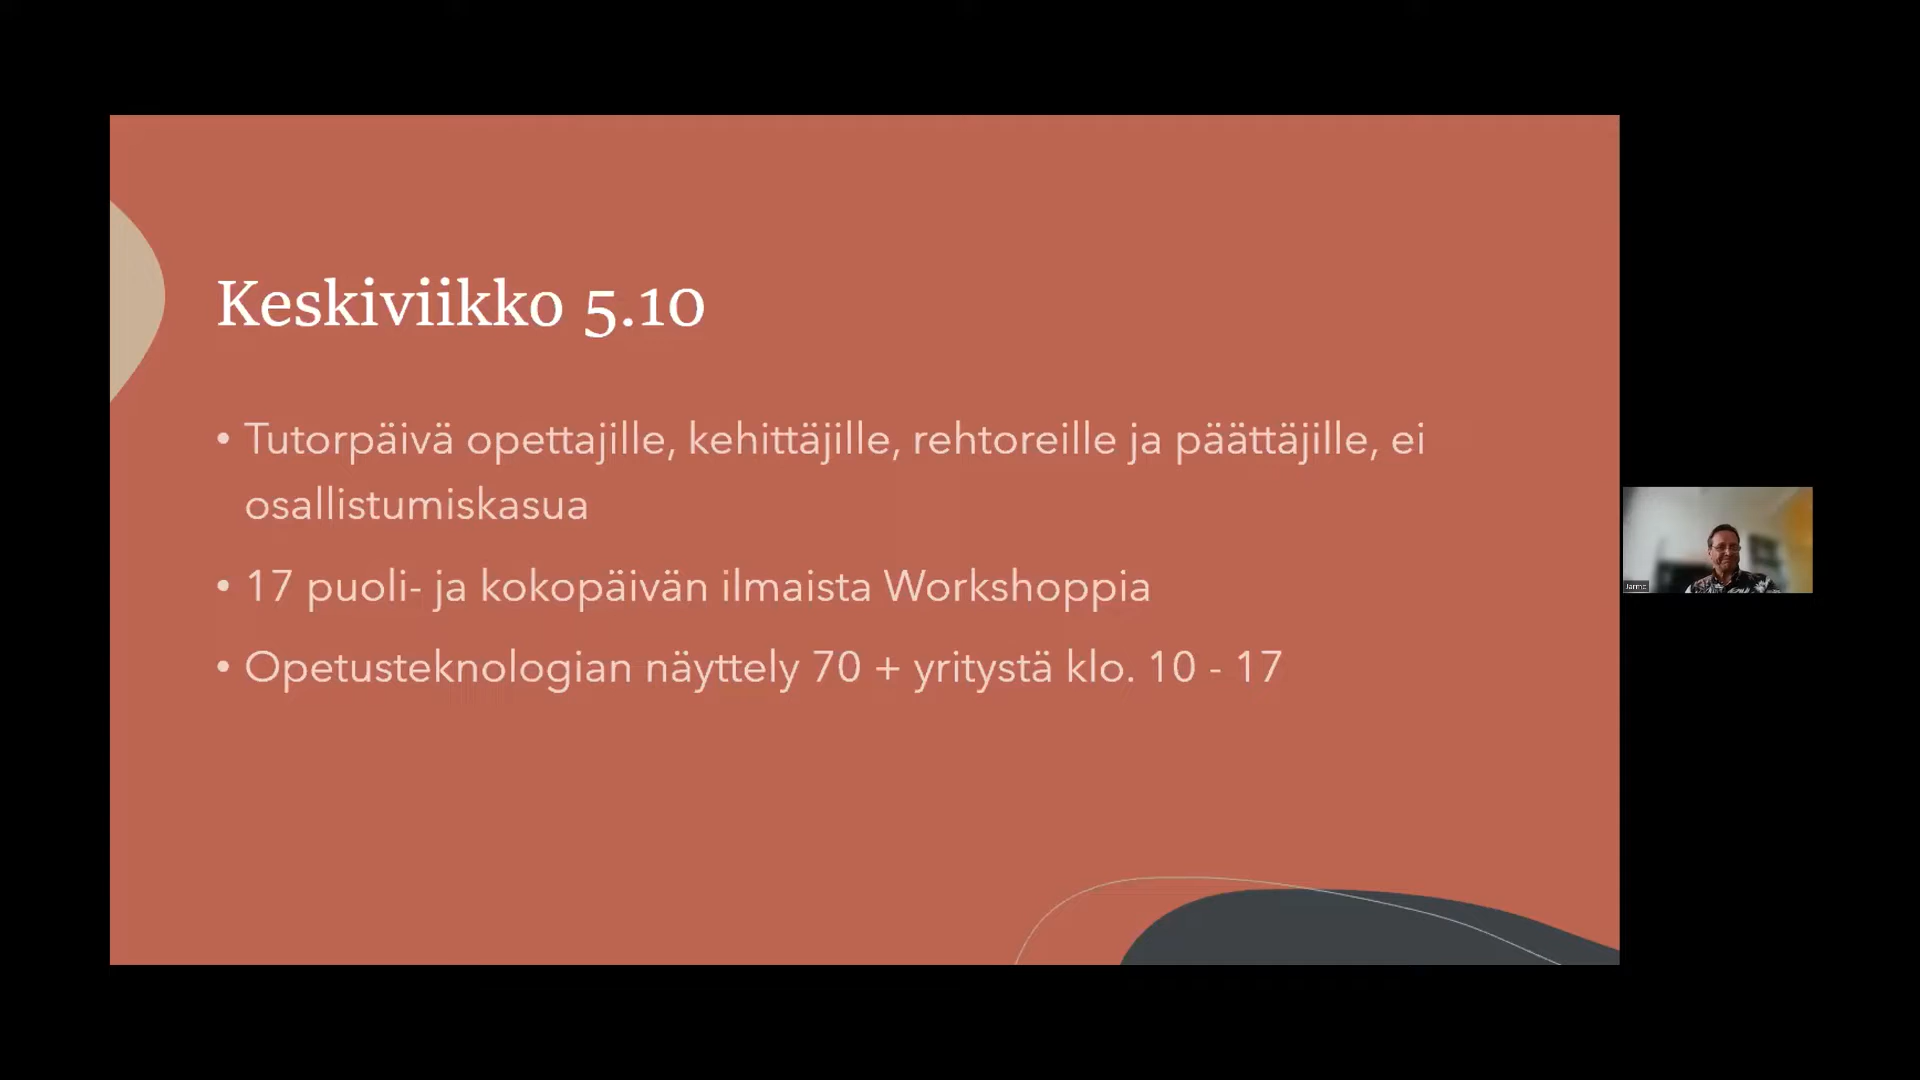 Keskiviikko 5.10
• Tutorpäivä opettajille, kehittäjille, rehtoreille ja päättäjille, ei
osallistumiskasua
• 17 puoli- ja kokopäivän ilmaista Workshoppia
• Opetusteknologian näyttely 70 + yritystä klo. 10 - 17
Jarmo